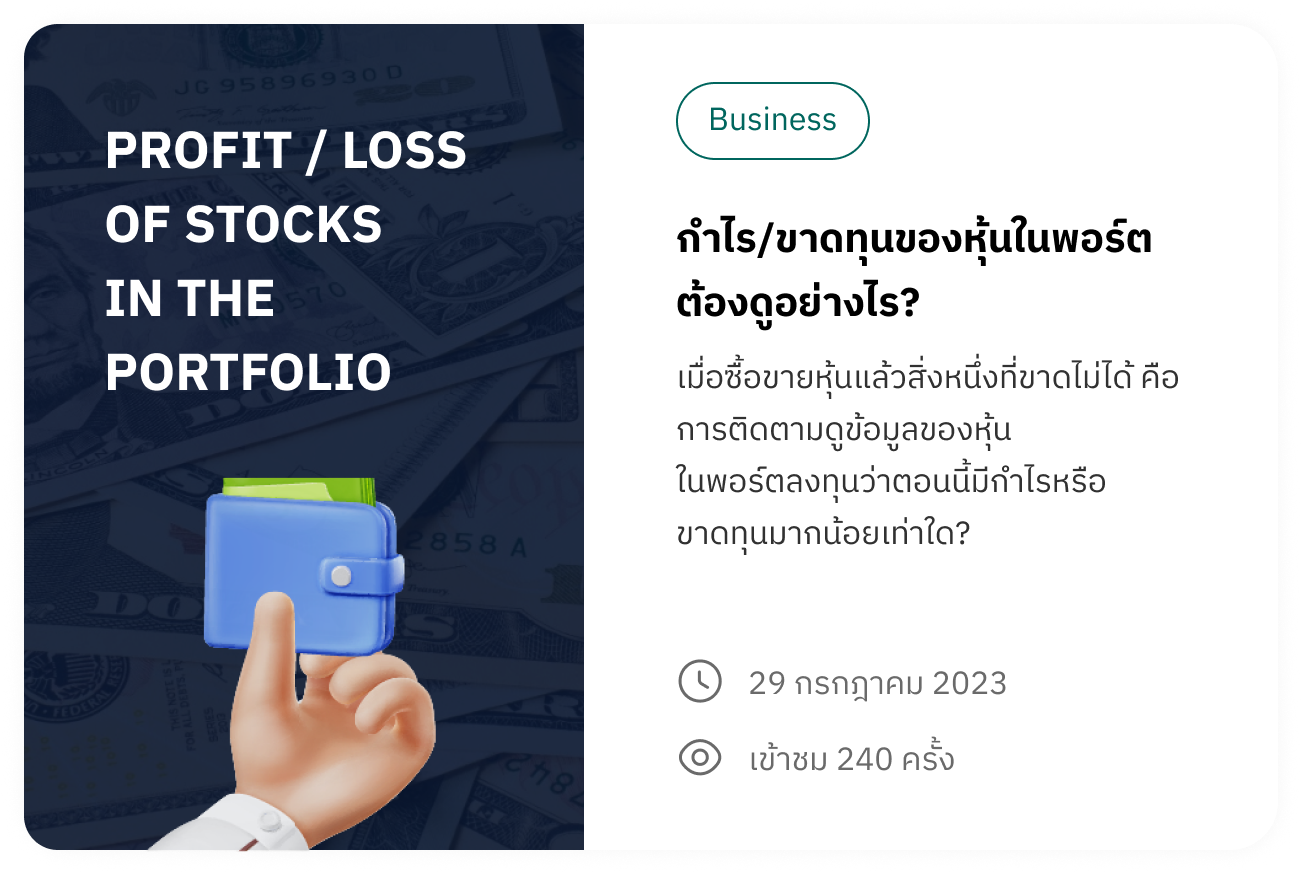 PROFIT / LOSS
OF STOCKS
IN THE
PORTFOLIO
JG 95896930 D
20
2858 A
Business
กำไร/ขาดทุนของหุ้นในพอร์ต
ต้องดูอย่างไร?
เมื่อซื้อขายหุ้นแล้วสิ่งหนึ่งที่ขาดไม่ได้ คือ
การติดตามดูข้อมูลของหุ้น
ในพอร์ตลงทุนว่าตอนนี้มีกำไรหรือ
ขาดทุนมากน้อยเท่าใด?
29 กรกฎาคม 2023
เข้าชม 240 ครั้ง